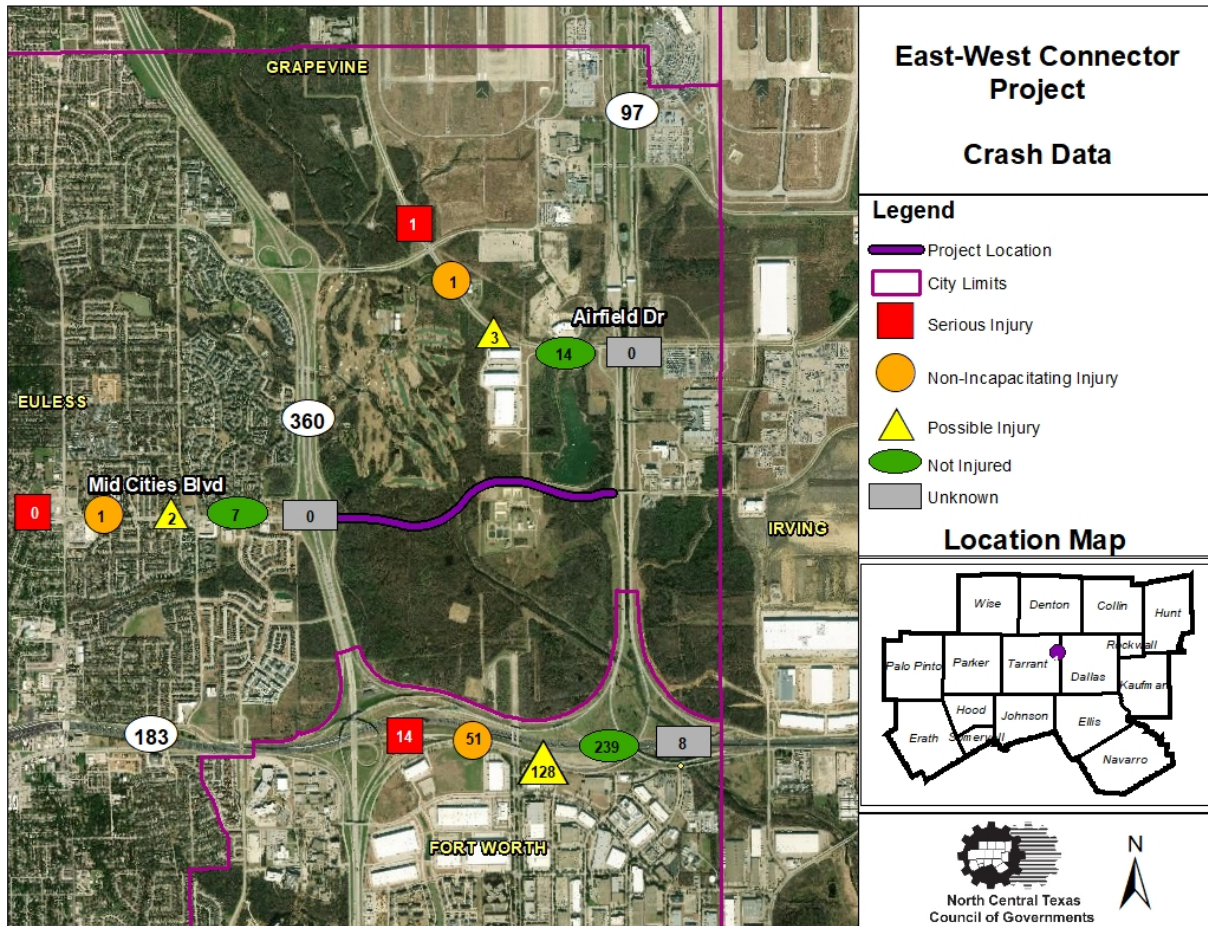 GRAPEVINE
97
1
1
Airfield Dr
3
14
0
EULESS
360
Mid Cities Blvd
0
1
2
7
0
IRVING
183
14
51
128
239
8
FORT WORTH
East-West Connector
Project
Crash Data
Legend
Project Location
City Limits
Serious Injury
Non-Incapacitating Injury
Possible Injury
Not Injured
Unknown
Location Map
Wise
Denton
Collin
Hunt
Rockwall
Palo Pinto
Parker
Tarrant
Dallas
Kaufman
Hood
Johnson
Ellis
Erath
Somervell
Navarro
North Central Texas
Council of Governments
N